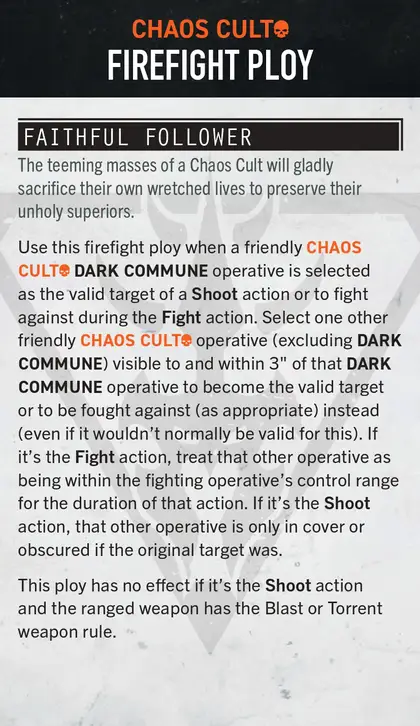 CHAOS CULT
FIREFIGHT PLOY
FAITHFUL FOLLOWER
The teeming masses of a Chaos Cult will gladly
sacrifice their own wretched lives to preserve their
unholy superiors.
Use this firefight ploy when a friendly CHAOS
CULT DARK COMMUNE operative is selected
as the valid target of a Shoot action or to fight
against during the Fight action. Select one other
friendly CHAOS CULT operative (excluding DARK
COMMUNE) visible to and within 3" of that DARK
COMMUNE operative to become the valid target
or to be fought against (as appropriate) instead
(even if it wouldn’t normally be valid for this). If
it’s the Fight action, treat that other operative as
being within the fighting operative’s control range
for the duration of that action. If it’s the Shoot
action, that other operative is only in cover or
obscured if the original target was.
This ploy has no effect if it’s the Shoot action
and the ranged weapon has the Blast or Torrent
weapon rule.